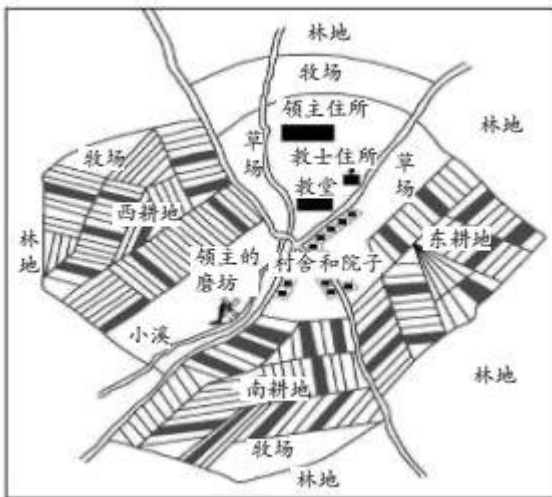 林地
牧场
领主住所
林地
牧场
草场
教士住所
草场
教堂
西耕地
东耕地
林地
领主的
磨坊
村舍和院子
小溪
林地
南耕地
牧场
林地